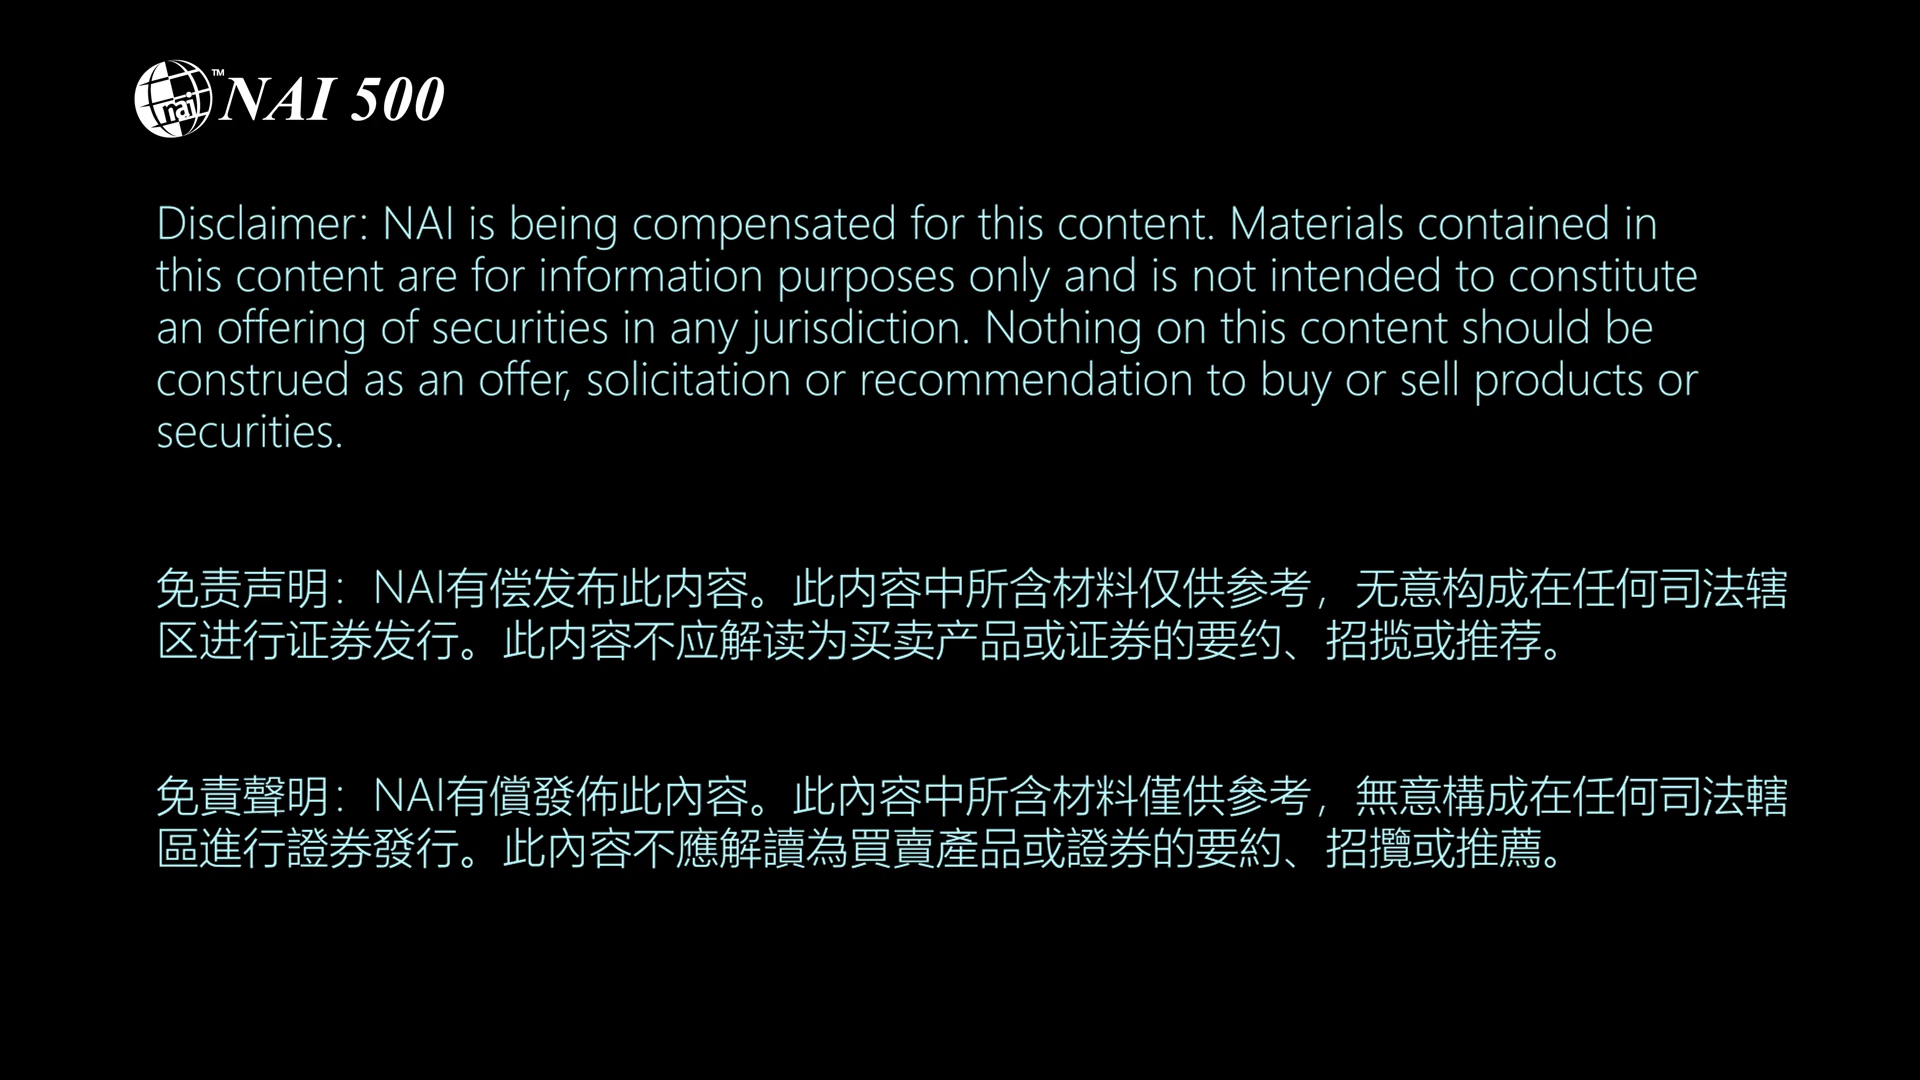 nai™ NAI 500
Disclaimer: NAI is being compensated for this content. Materials contained in
this content are for information purposes only and is not intended to constitute
an offering of securities in any jurisdiction. Nothing on this content should be
construed as an offer, solicitation or recommendation to buy or sell products or
securities.
免责声明：NAI有偿发布此内容。此内容中所含材料仅供参考，无意构成在任何司法辖
区进行证券发行。此内容不应解读为买卖产品或证券的要约、招揽或推荐。
免責聲明：NAI有償發佈此內容。此內容中所含材料僅供參考，無意構成在任何司法轄
區進行證券發行。此內容不應解讀為買賣產品或證券的要約、招攬或推薦。